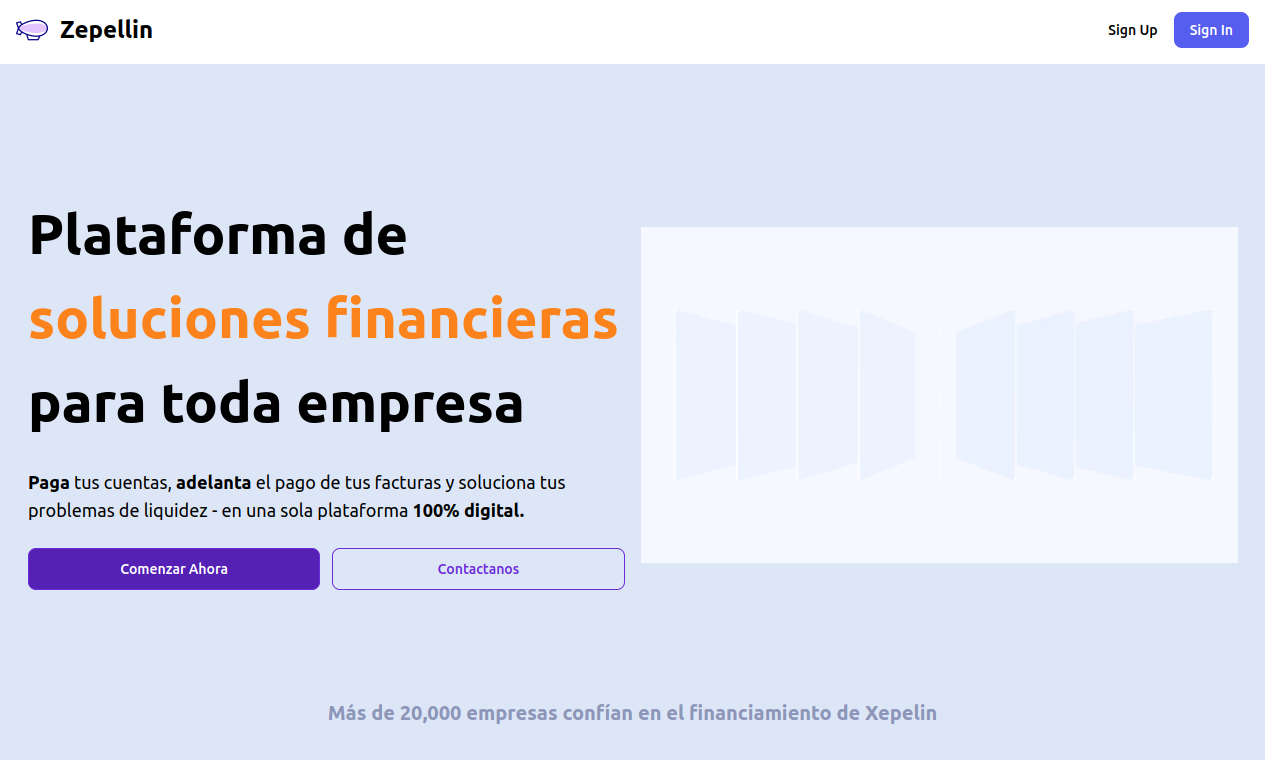 Zepellin
Sign Up
Sign In
Plataforma de
soluciones financieras
para toda empresa
Paga tus cuentas, adelanta el pago de tus facturas y soluciona tus
problemas de liquidez - en una sola plataforma 100% digital.
Comenzar Ahora
Contactanos
Más de 20,000 empresas confían en el financiamiento de Xepelin